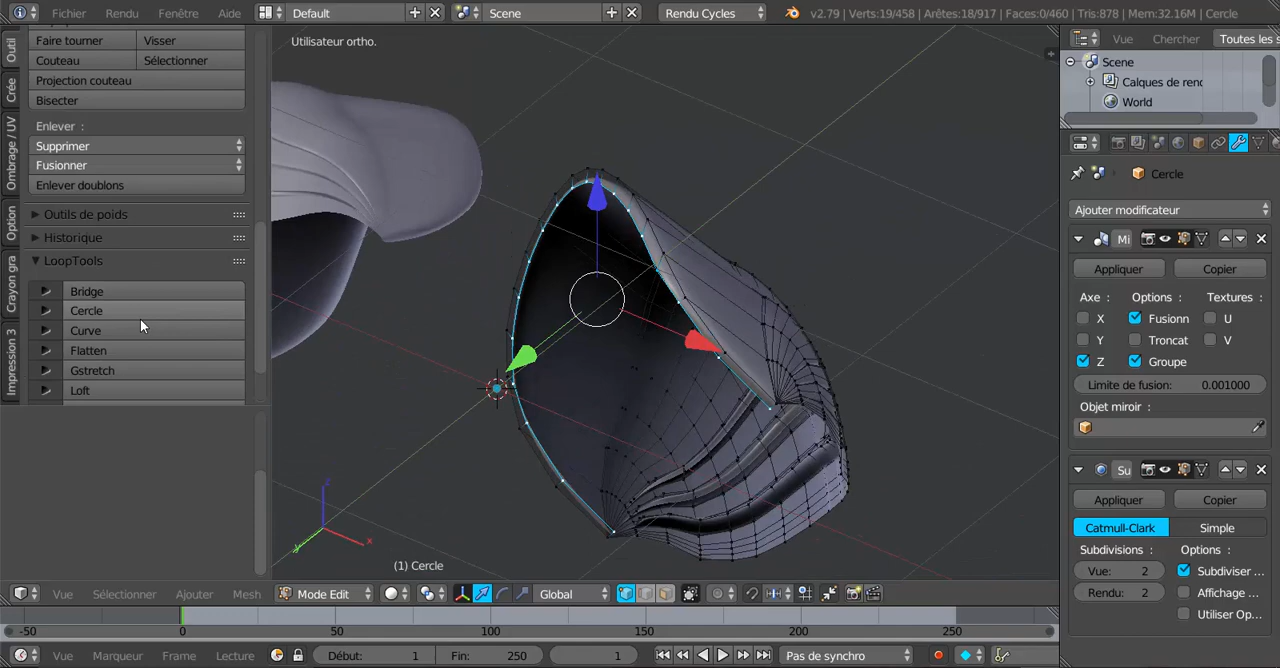 Fichier Rendu Fenêtre Aide Default Scene Rendu Cycles v2.79 | Verts:19/458 | Arêtes:18/917 | Faces:0/460 | Tris:878 | Mem:32.16M | Cercle
Utilisateur ortho.
Faire tourner Visser
Couteau Sélectionner
Projection couteau
Bisecter
Enlever :
Supprimer
Fusionner
Enlever doublons
Outils de poids
Historique
LoopTools
Bridge
Cercle
Curve
Flatten
Gstretch
Loft
Outil
Crée
Ombrage / UV
Option
Crayon gra
Impression 3
z
x
y
(1) Cercle
Vue Sélectionner Ajouter Mesh Mode Edit Global
-50 0 50 100 150 200 250
Vue Marqueur Frame Lecture Début: 1 Fin: 250 1 Pas de synchro
Vue Chercher Toutes les s
Scene
Calques de renc
World
Cercle
Ajouter modificateur
Mi
Appliquer Copier
Axe : Options : Textures :
X Fusionn U
Y Troncat V
Z Groupe
Limite de fusion: 0.001000
Objet miroir :
Su
Appliquer Copier
Catmull-Clark Simple
Subdivisions : Options :
Vue: 2 Subdiviser ...
Rendu: 2 Affichage ...
Utiliser Op...